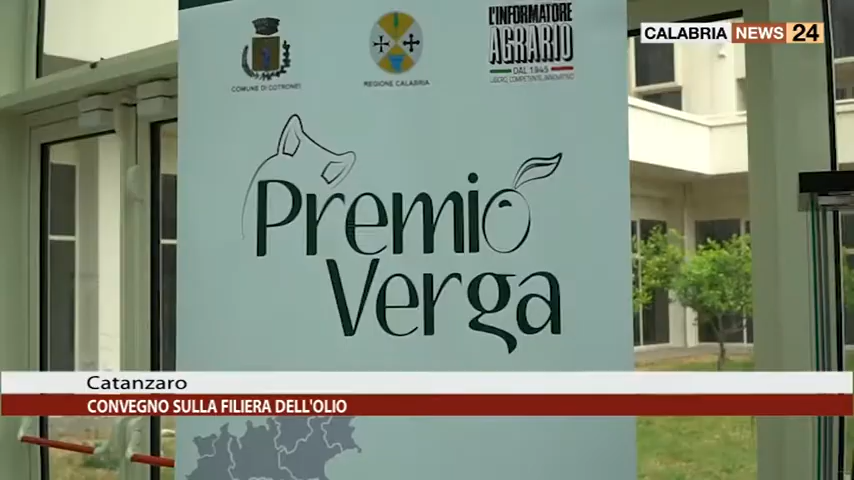 COMUNE DI COTRONEI
REGIONE CALABRIA
L'INFORMATORE
AGRARIO
DAL 1945
CALABRIA NEWS 24
Premio
Verga
Catanzaro
CONVEGNO SULLA FILIERA DELL'OLIO